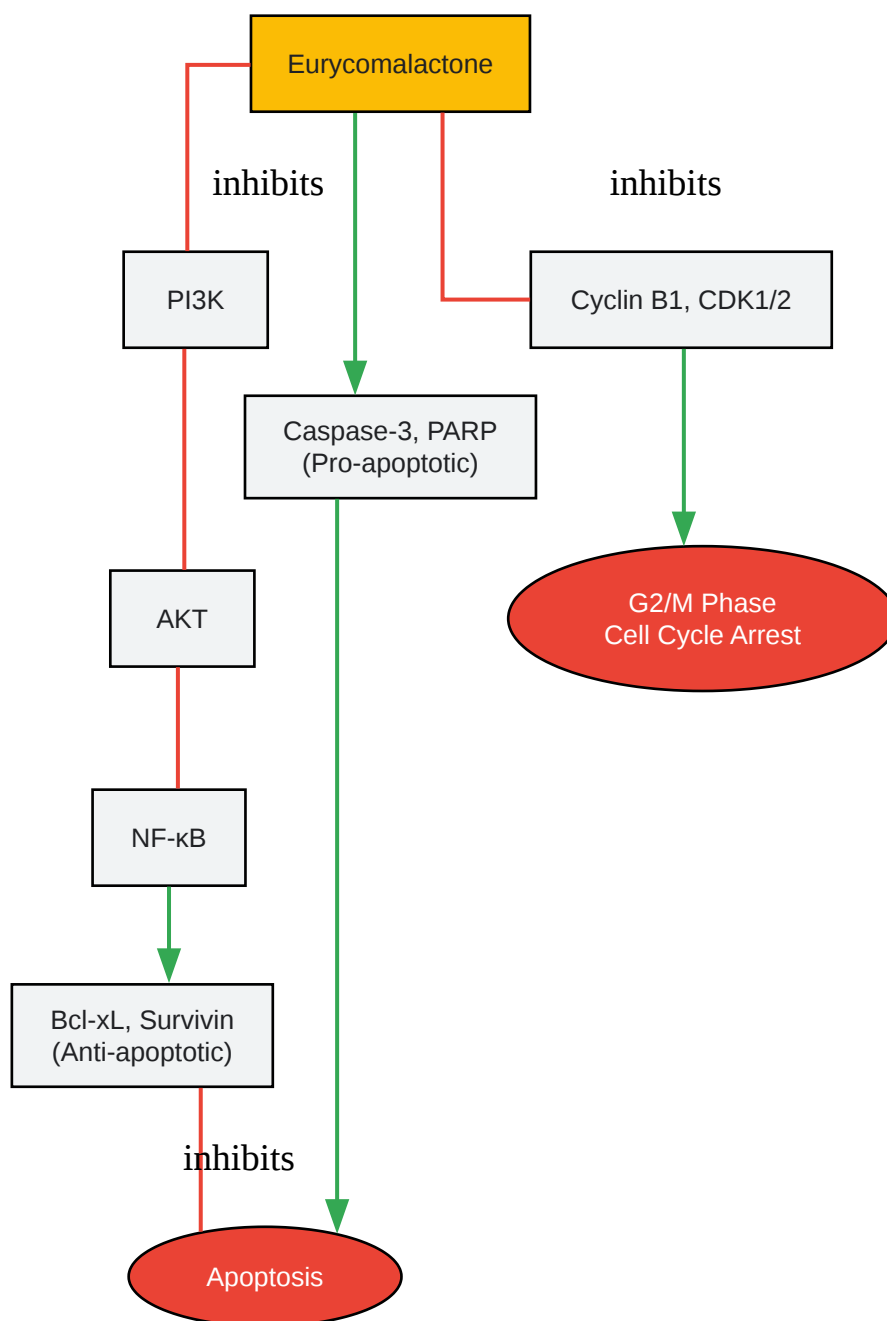 Eurycomalactone
inhibits
inhibits
PI3K
Cyclin B1, CDK1/2
Caspase-3, PARP
(Pro-apoptotic)
AKT
G2/M Phase
Cell Cycle Arrest
NF-κB
Bcl-xL, Survivin
(Anti-apoptotic)
inhibits
Apoptosis